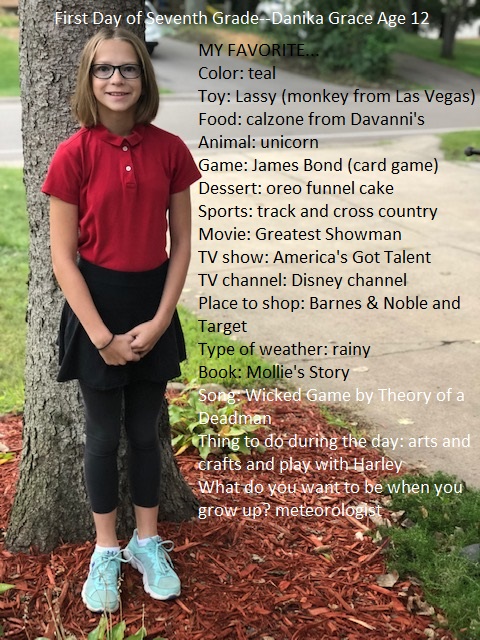 First Day of Seventh Grade--Danika Grace Age 12
MY FAVORITE...
Color: teal
Toy: Lassy (monkey from Las Vegas)
Food: calzone from Davanni's
Animal: unicorn
Game: James Bond (card game)
Dessert: oreo funnel cake
Sports: track and cross country
Movie: Greatest Showman
TV show: America's Got Talent
TV channel: Disney channel
Place to shop: Barnes & Noble and
Target
Type of weather: rainy
Book: Mollie's Story
Song: Wicked Game by Theory of a
Deadman
Thing to do during the day: arts and
crafts and play with Harley
What do you want to be when you
grow up? meteorologist